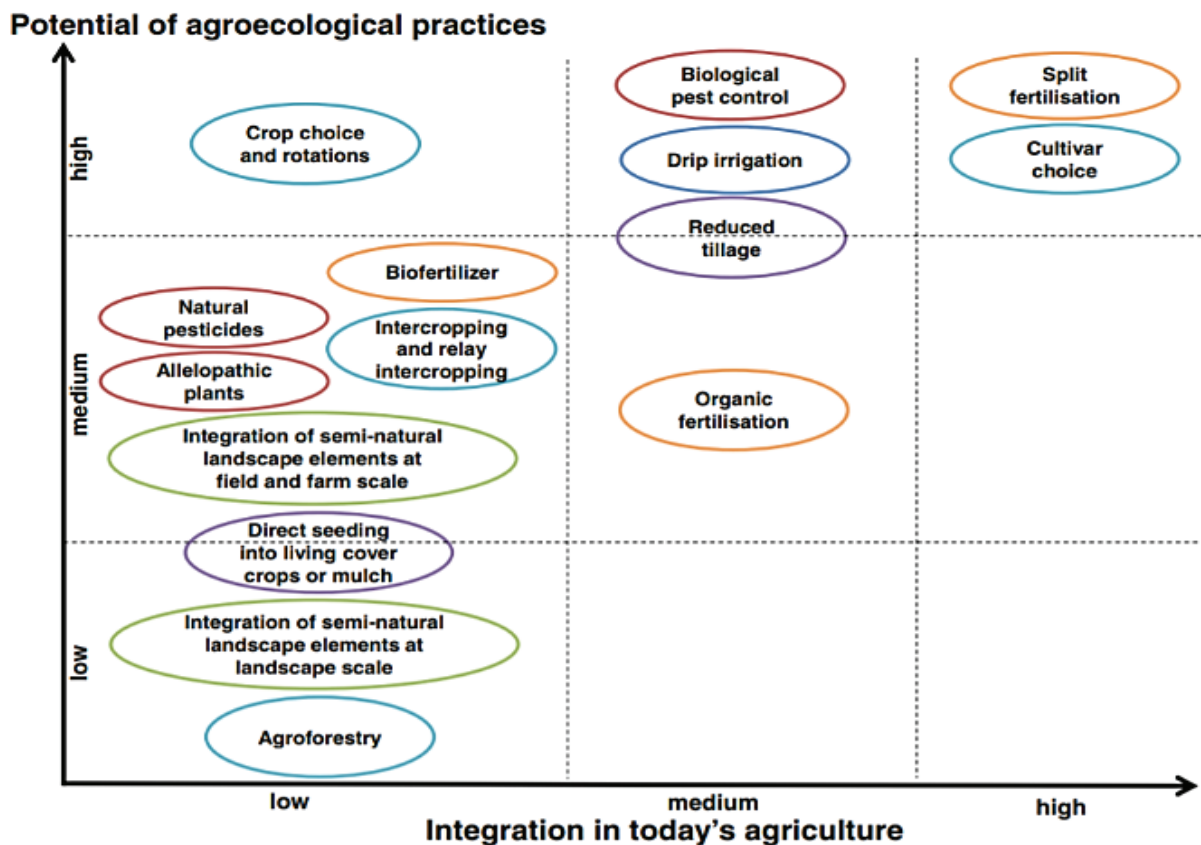 Potential of agroecological practices
high
medium
low
Biological
pest control
Split
fertilisation
Crop choice
and rotations
Drip irrigation
Cultivar
choice
Reduced
tillage
Biofertilizer
Natural
pesticides
Intercropping
and relay
intercropping
Allelopathic
plants
Organic
fertilisation
Integration of semi-natural
landscape elements at
field and farm scale
Direct seeding
into living cover
crops or mulch
Integration of semi-natural
landscape elements at
landscape scale
Agroforestry
low
medium
high
Integration in today's agriculture